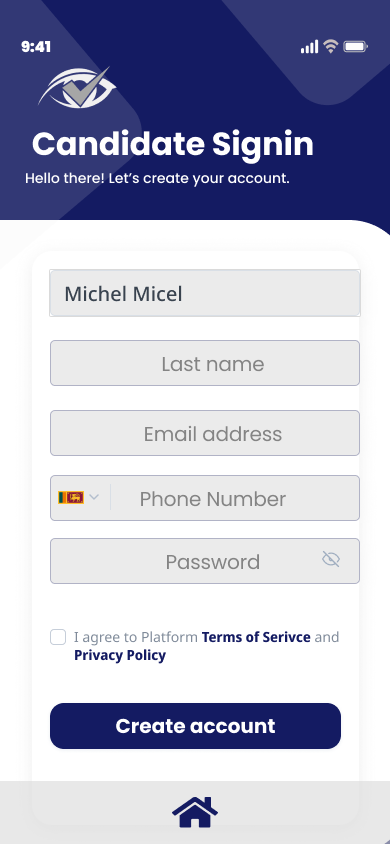 9:41
Candidate Signin
Hello there! Let’s create your account.
Michel Micel
Last name
Email address
Phone Number
Password
I agree to Platform Terms of Serivce and
Privacy Policy
Create account